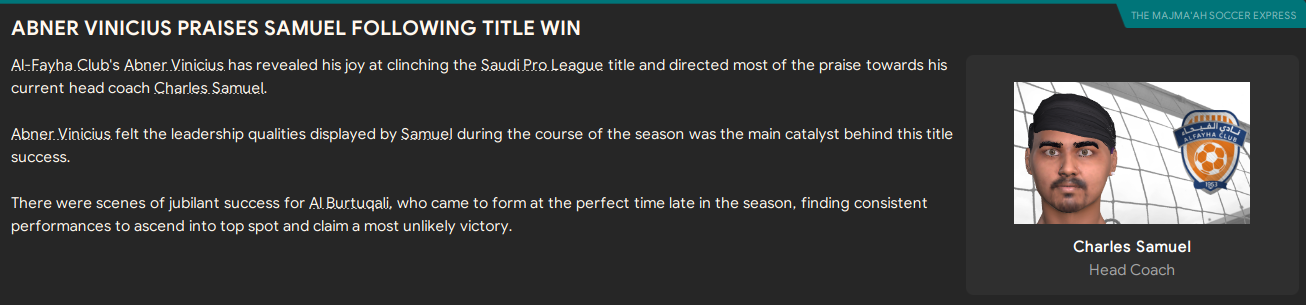 THE MAJMA'AH SOCCER EXPRESS
ABNER VINICIUS PRAISES SAMUEL FOLLOWING TITLE WIN
Al-Fayha Club's Abner Vinicius has revealed his joy at clinching the Saudi Pro League title and directed most of the praise towards his
current head coach Charles Samuel.
Abner Vinicius felt the leadership qualities displayed by Samuel during the course of the season was the main catalyst behind this title
success.
There were scenes of jubilant success for Al Burtuqali, who came to form at the perfect time late in the season, finding consistent
performances to ascend into top spot and claim a most unlikely victory.
نادي الفيحاء
ALFAYHA CLUB
1953
Charles Samuel
Head Coach